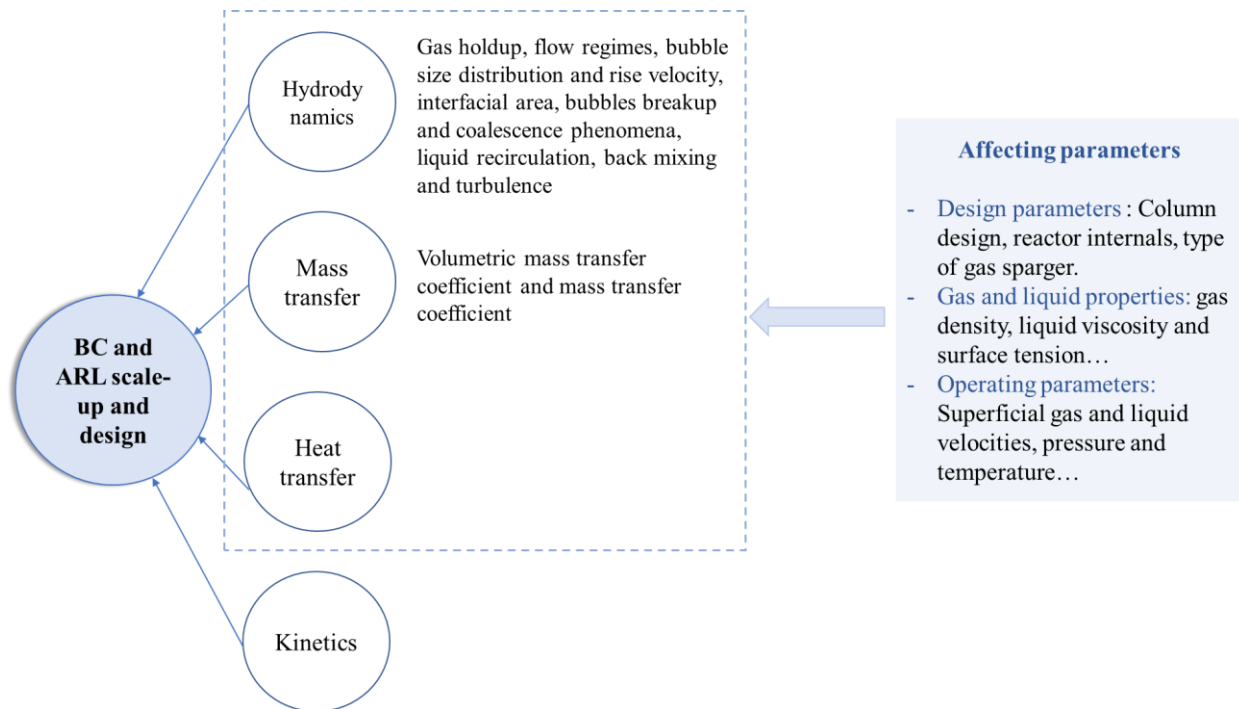 Hydrody
namics
Gas holdup, flow regimes, bubble
size distribution and rise velocity,
interfacial area, bubbles breakup
and coalescence phenomena,
liquid recirculation, back mixing
and turbulence
Mass
transfer
Volumetric mass transfer
coefficient and mass transfer
coefficient
BC and
ARL scale-
up and
design
Heat
transfer
Kinetics
Affecting parameters
- Design parameters : Column
design, reactor internals, type
of gas sparger.
- Gas and liquid properties: gas
density, liquid viscosity and
surface tension…
- Operating parameters:
Superficial gas and liquid
velocities, pressure and
temperature…